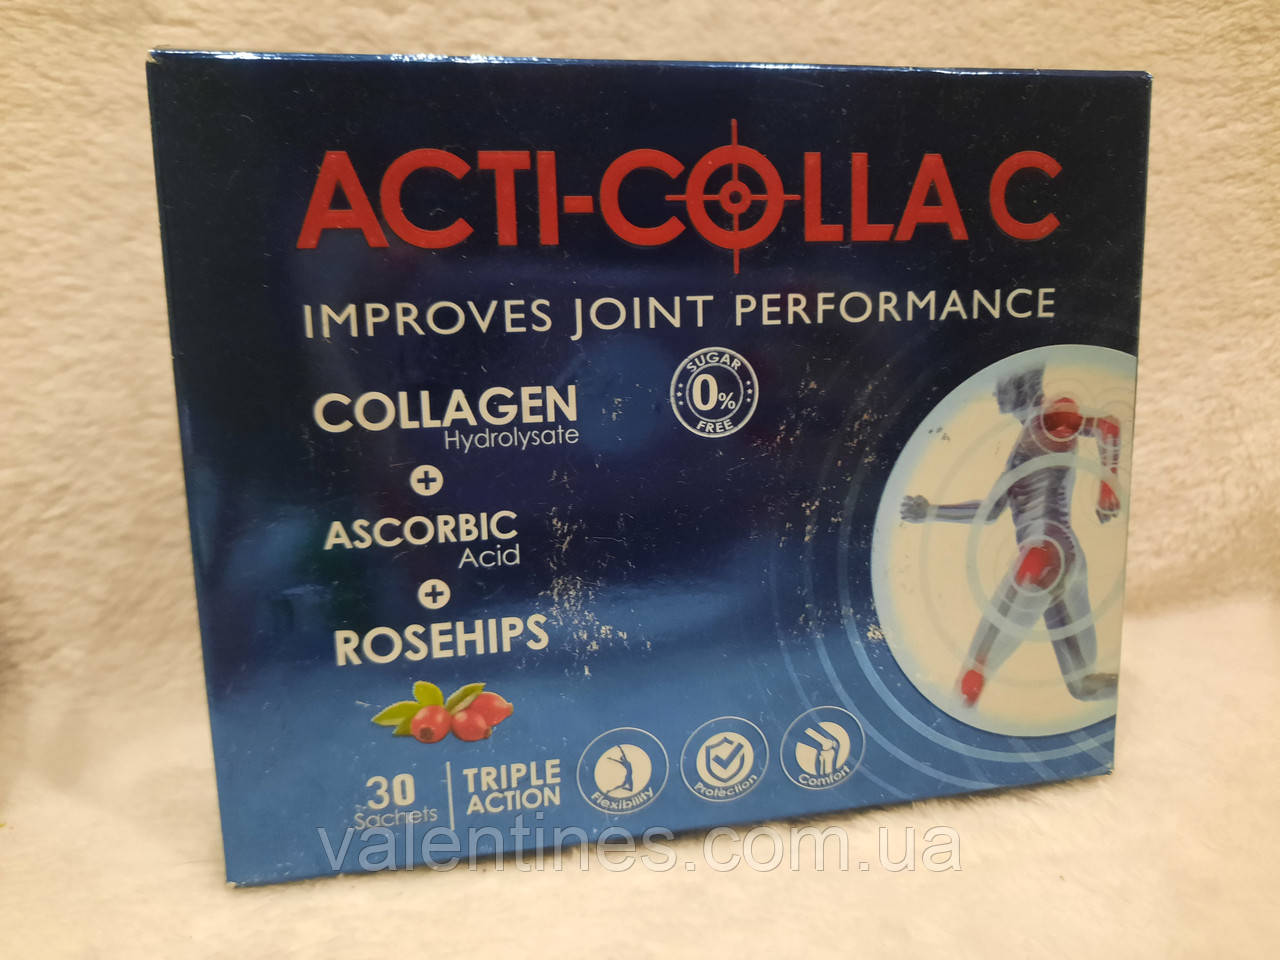 ACTI-COLLA C
IMPROVES JOINT PERFORMANCE
SUGAR
0%
FREE
COLLAGEN
Hydrolysate
+
ASCORBIC
Acid
+
ROSEHIPS
30
Sachets
TRIPLE
ACTION
Flexibility
Protection
Comfort
valentines.com.ua